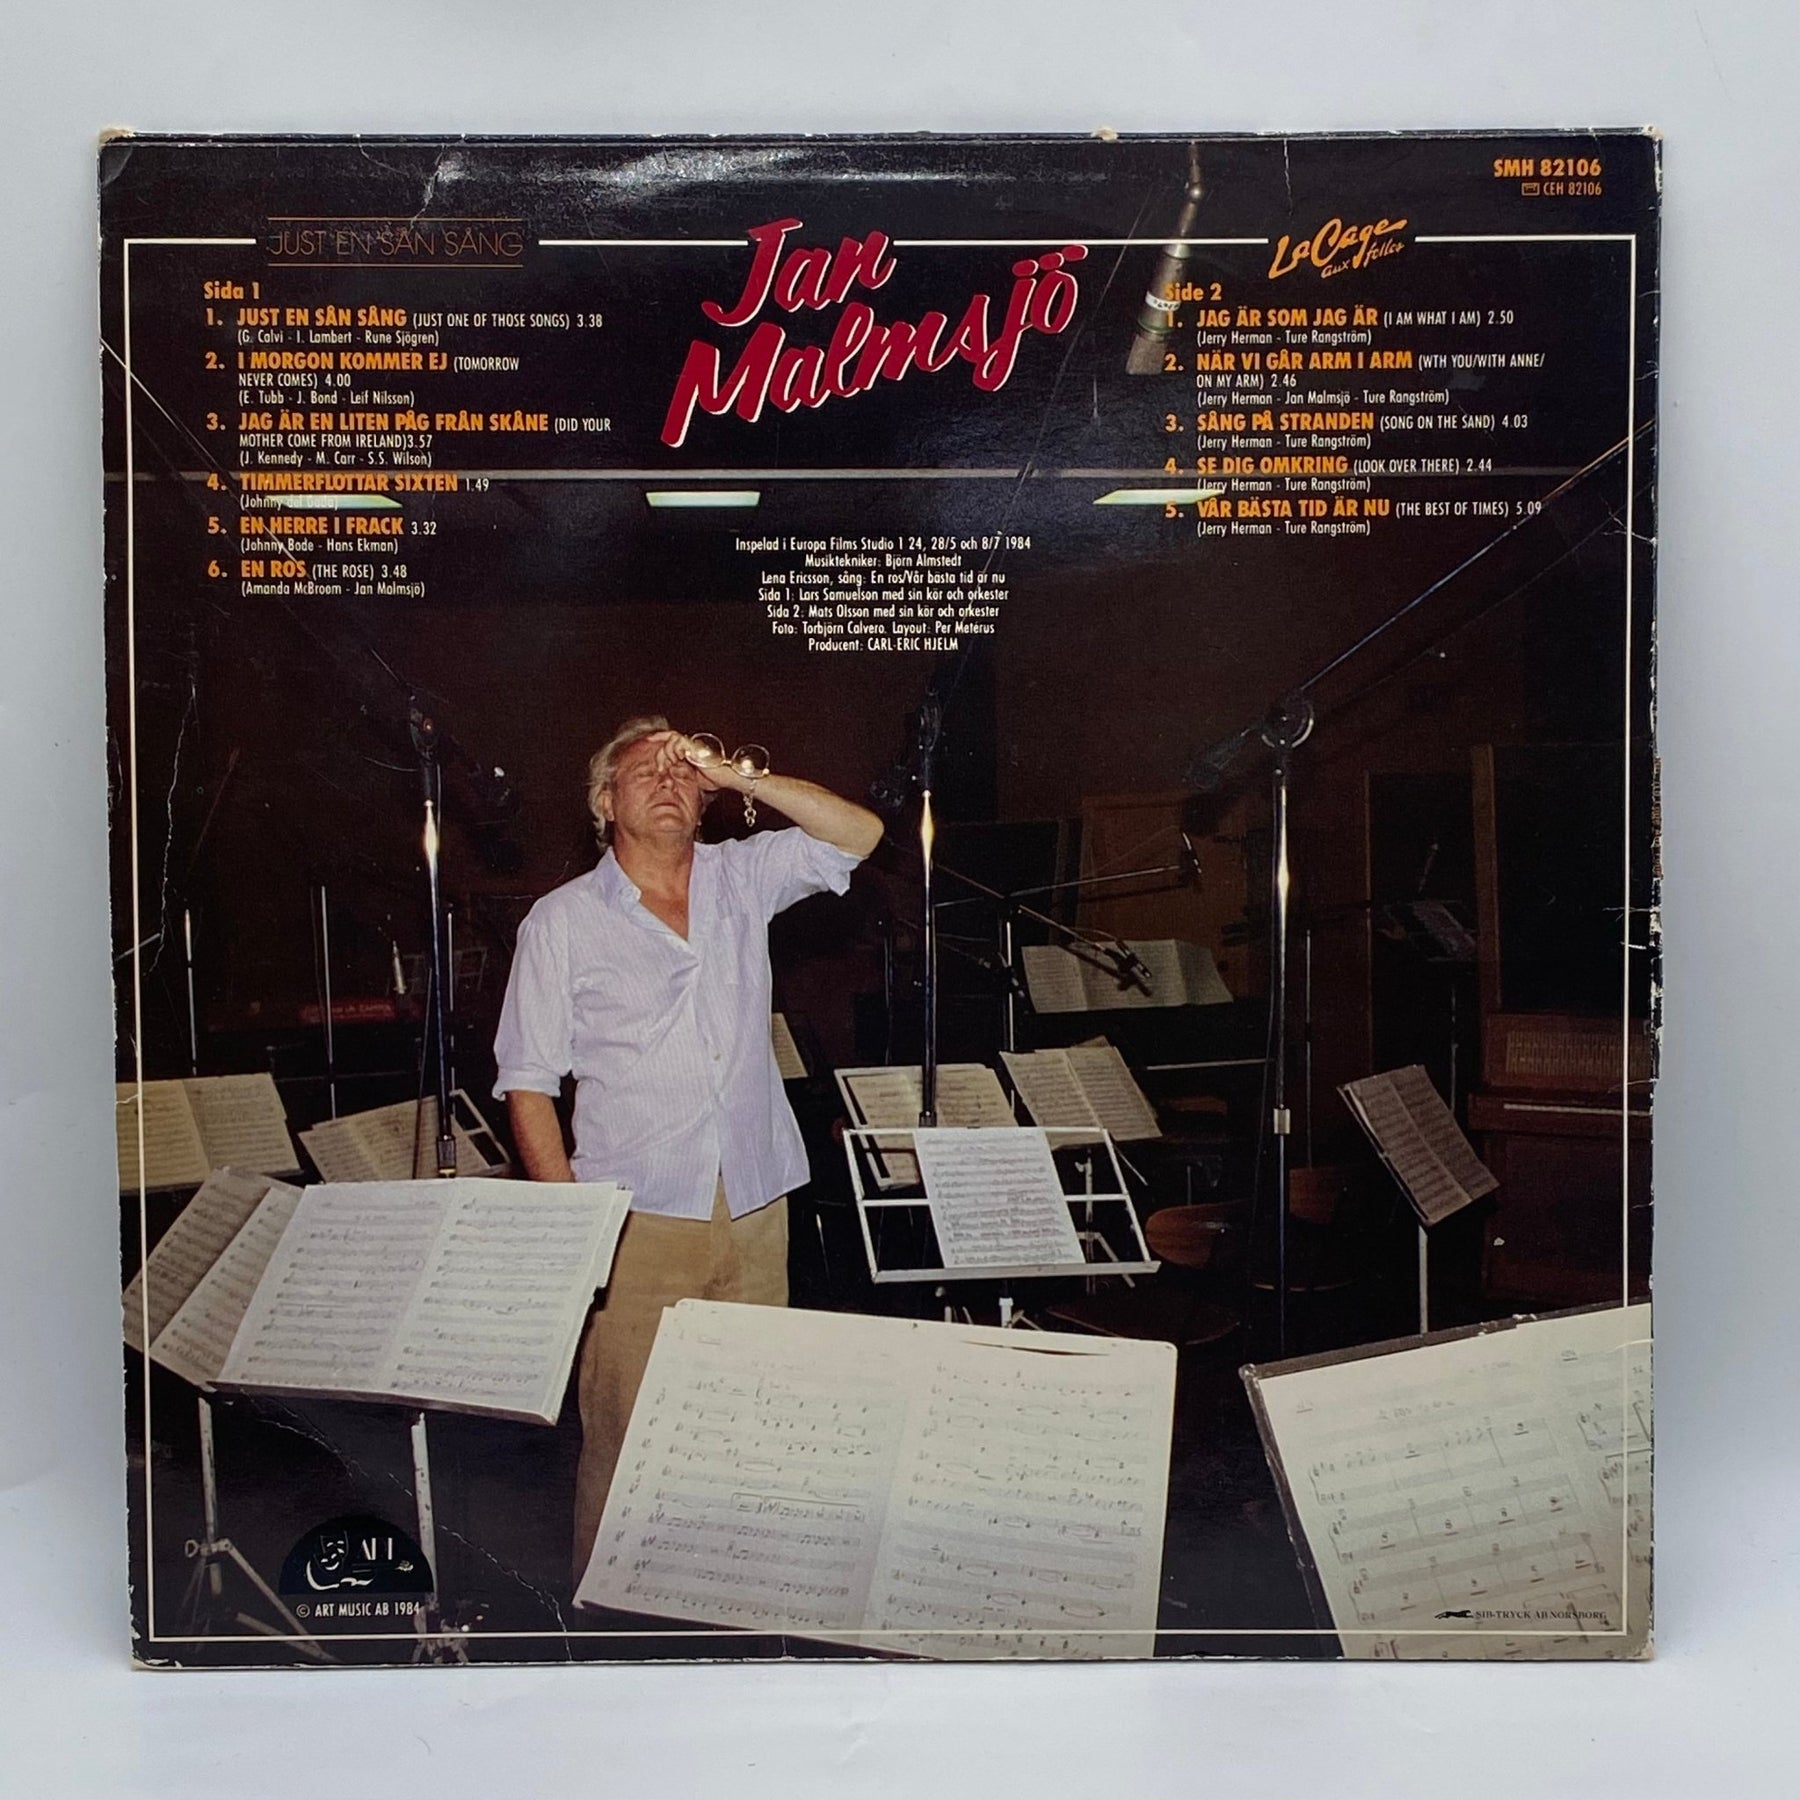 SMH 82106
CEH 82106
JUST EN SÅN SÅNG
Jan
Malmsjö
La Cage
aux folles
Sida 1
1. JUST EN SÅN SÅNG (JUST ONE OF THOSE SONGS) 3.38
(G. Calvi - I. Lambert - Rune Sjögren)
2. I MORGON KOMMER EJ (TOMORROW
NEVER COMES) 4.00
(E. Tubb - J. Bond - Leif Nilsson)
3. JAG ÄR EN LITEN PÅG FRÅN SKÅNE (DID YOUR
MOTHER COME FROM IRELAND)3.57
(J. Kennedy - M. Carr - S.S. Wilson)
4. TIMMERFLOTTAR SIXTEN 1.49
(Johnny del Gada)
5. EN HERRE I FRACK 3.32
(Johnny Bode - Hans Ekman)
6. EN ROS (THE ROSE) 3.48
(Amanda McBroom - Jan Malmsjö)
Side 2
1. JAG ÄR SOM JAG ÄR (I AM WHAT I AM) 2.50
(Jerry Herman - Ture Rangström)
2. NÄR VI GÅR ARM I ARM (WTH YOU/WITH ANNE/
ON MY ARM) 2.46
(Jerry Herman - Jan Malmsjö - Ture Rangström)
3. SÅNG PÅ STRANDEN (SONG ON THE SAND) 4.03
(Jerry Herman - Ture Rangström)
4. SE DIG OMKRING (LOOK OVER THERE) 2.44
(Jerry Herman - Ture Rangström)
5. VÅR BÄSTA TID ÄR NU (THE BEST OF TIMES) 5.09
(Jerry Herman - Ture Rangström)
Inspelad i Europa Films Studio 1 24, 28/5 och 8/7 1984
Musiktekniker: Björn Almstedt
Lena Ericsson, sång: En ros/Vår bästa tid är nu
Sida 1: Lars Samuelson med sin kör och orkester
Sida 2: Mats Olsson med sin kör och orkester
Foto: Torbjörn Calvero. Layout: Per Metérus
Producent: CARL-ERIC HJELM
ART
© ART MUSIC AB 1984
SIB-TRYCK AB NORSBORG